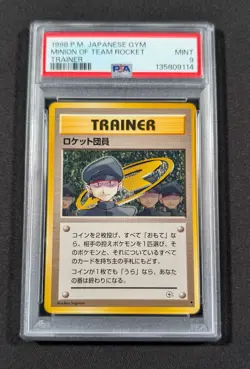 1998 P.M. JAPANESE GYM
MINION OF TEAM ROCKET
TRAINER
MINT
9
PSA
135609114
TRAINER
ロケット団員
コインを2枚投げ、すべて「おもて」な
ら、相手の控えポケモンを1匹選び、そ
のポケモンと、それについているすべて
のカードを持ち主の手札にもどす。
コインが1枚でも「うら」なら、あなた
の番は終わりになる。